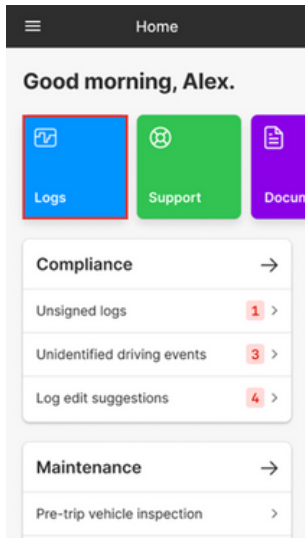 Home
Good morning, Alex.
Logs
Support
Docum
Compliance
Unsigned logs 1
Unidentified driving events 3
Log edit suggestions 4
Maintenance
Pre-trip vehicle inspection